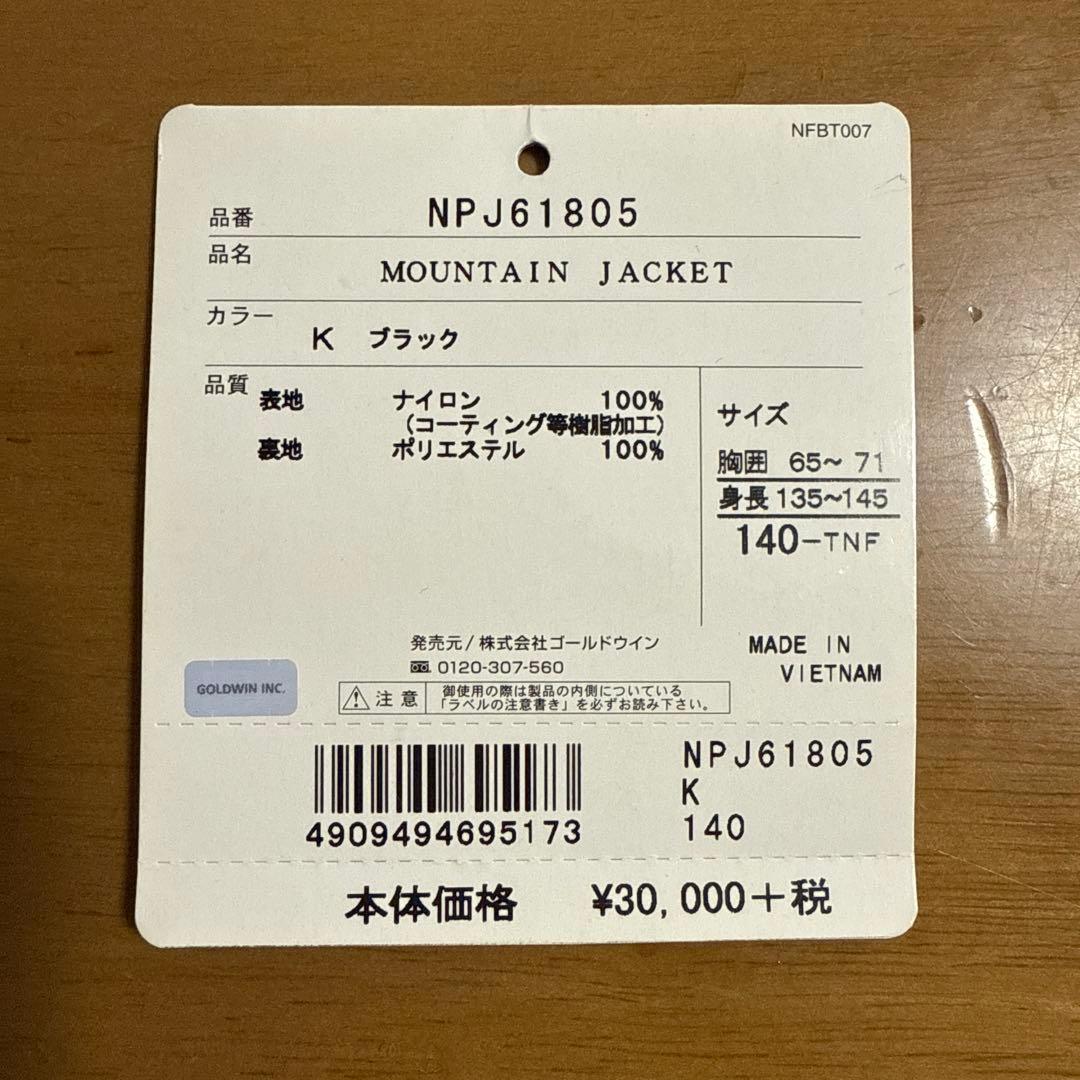 NFBT007
品番 NPJ61805
品名 MOUNTAIN JACKET
カラー K ブラック
品質 表地 ナイロン 100%
(コーティング等樹脂加工)
裏地 ポリエステル 100%
サイズ
胸囲 65～ 71
身長 135～145
140-TNF
発売元/株式会社ゴールドウイン
0120-307-560
MADE IN
VIETNAM
GOLDWIN INC.
注意 御使用の際は製品の内側についている
「ラベルの注意書き」を必ずお読み下さい。
4909494695173
NPJ61805
K
140
本体価格 ¥30,000+税